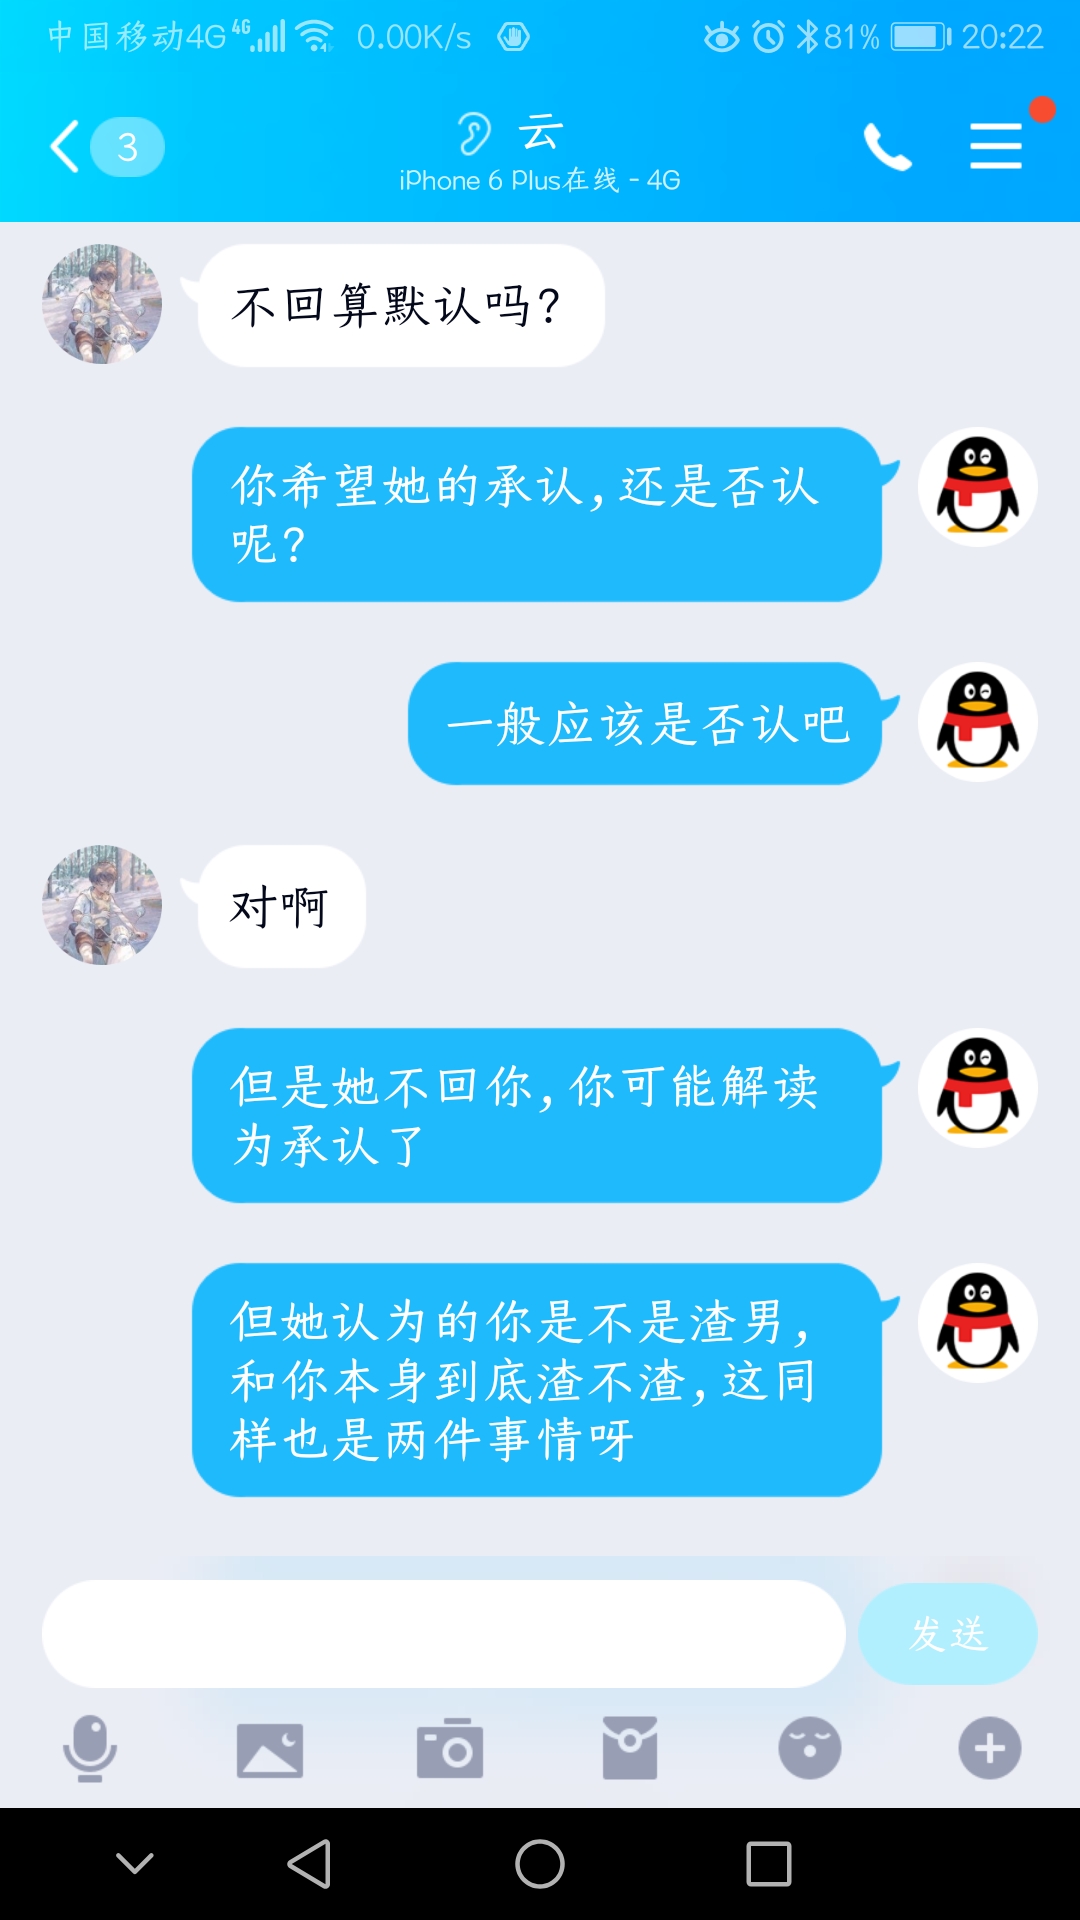 中国移动4G 4G 0.00K/s 81% 20:22
3 云
iPhone 6 Plus在线 - 4G
不回算默认吗?
你希望她的承认,还是否认
呢?
一般应该是否认吧
对啊
但是她不回你,你可能解读
为承认了
但她认为的你是不是渣男,
和你本身到底渣不渣,这同
样也是两件事情呀
发送